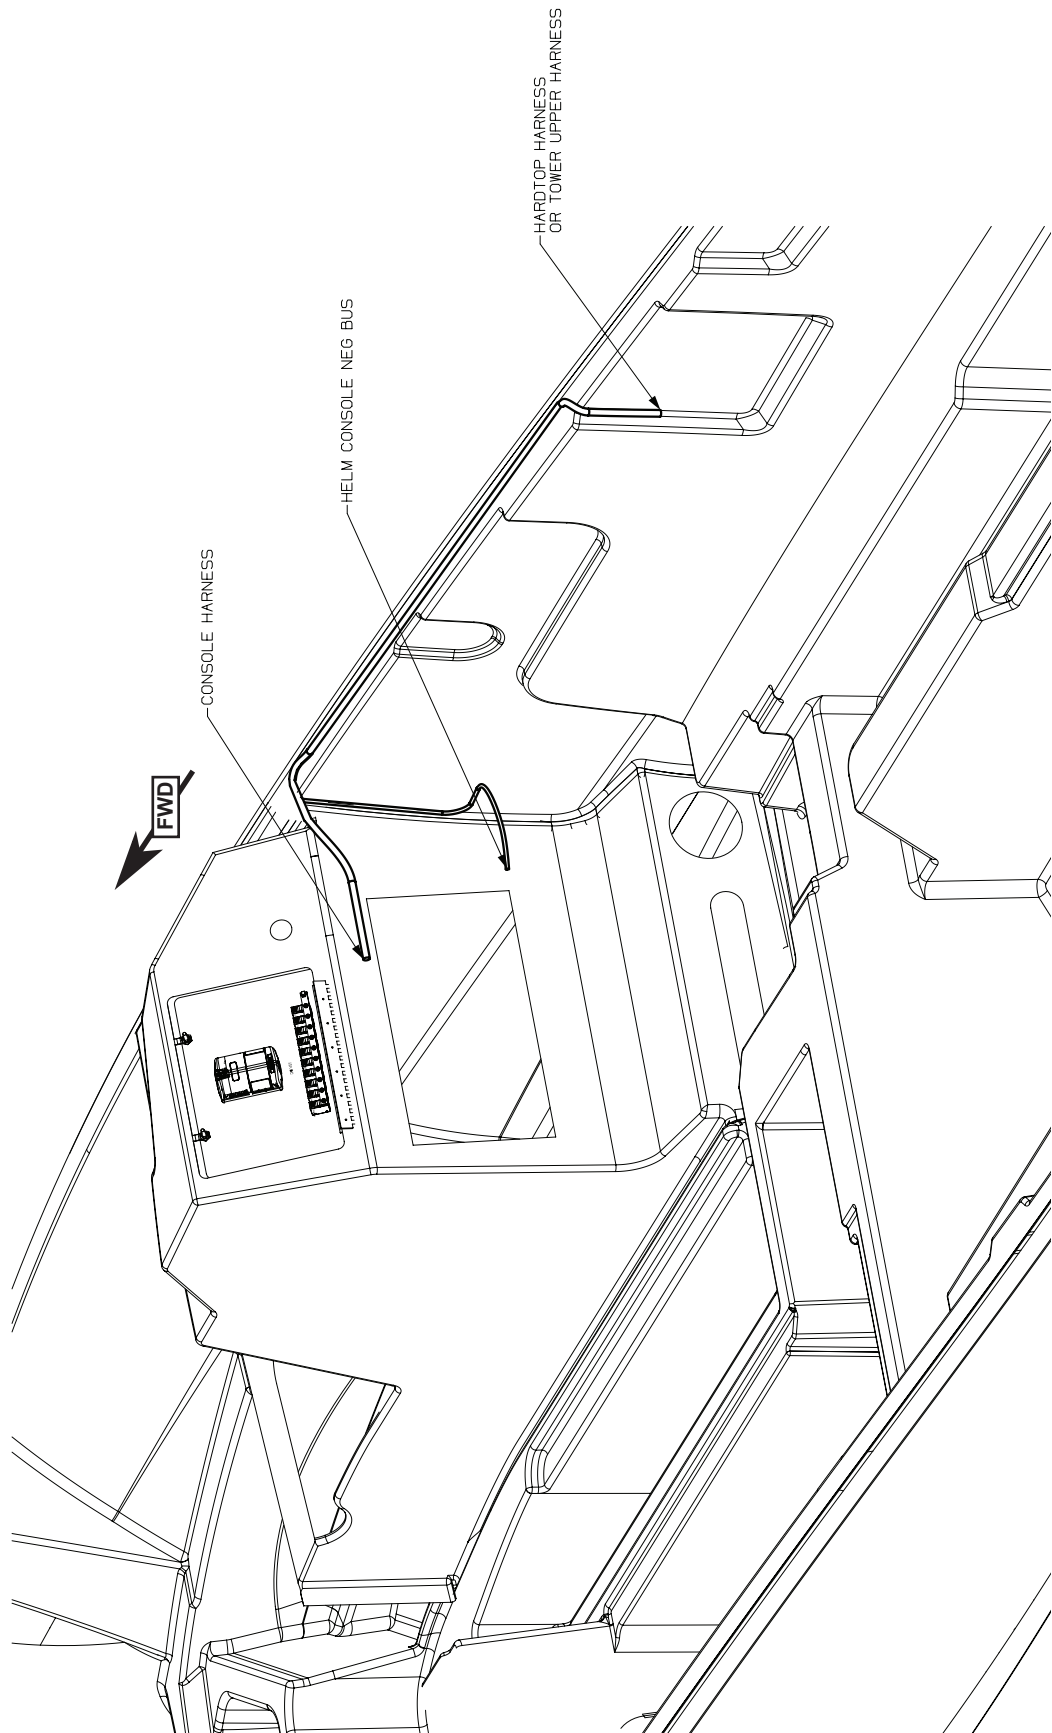 FWD
CONSOLE HARNESS
HELM CONSOLE NEG BUS
HARDTOP HARNESS
OR TOWER UPPER HARNESS